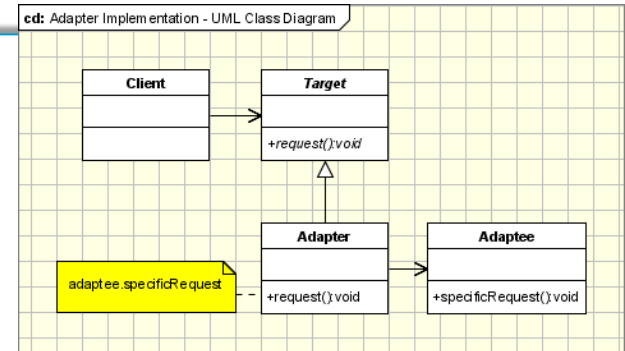 cd: Adapter Implementation - UML Class Diagram
Client
Target
+request():void
Adapter
Adaptee
adaptee.specificRequest
+request():void
+specificRequest():void